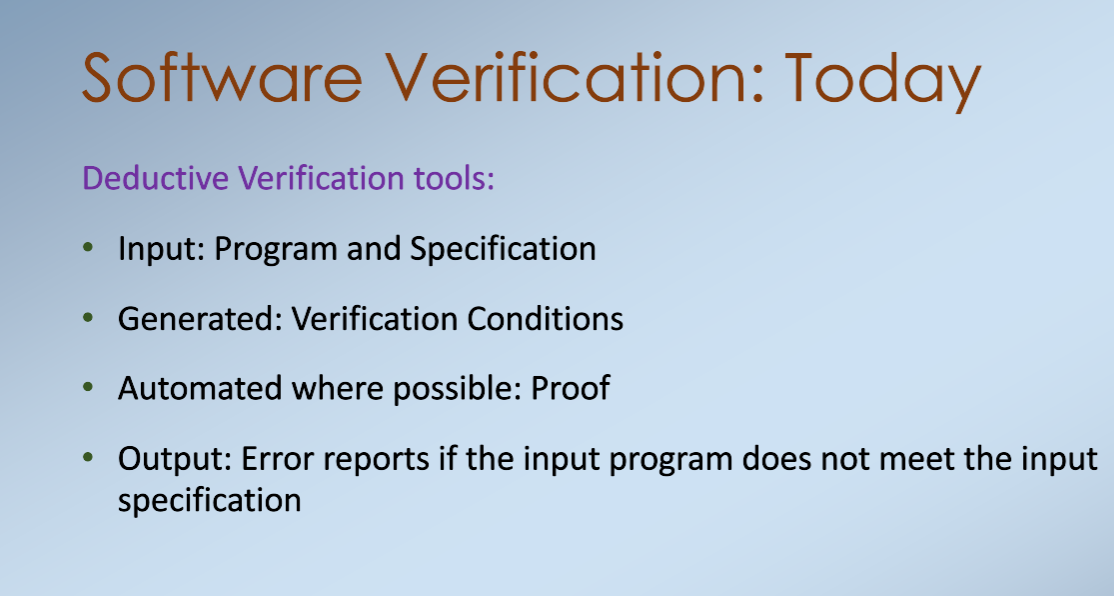 Software Verification: Today
Deductive Verification tools:
• Input: Program and Specification
• Generated: Verification Conditions
• Automated where possible: Proof
• Output: Error reports if the input program does not meet the input
specification